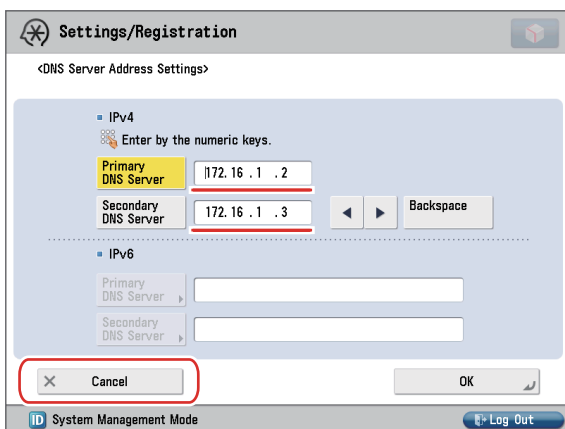 Settings/Registration
<DNS Server Address Settings>
IPv4
Enter by the numeric keys.
Primary
DNS Server
172. 16 . 1 . 2
Secondary
DNS Server
172. 16 . 1 . 3
Backspace
IPv6
Primary
DNS Server
Secondary
DNS Server
Cancel
OK
ID System Management Mode
Log Out